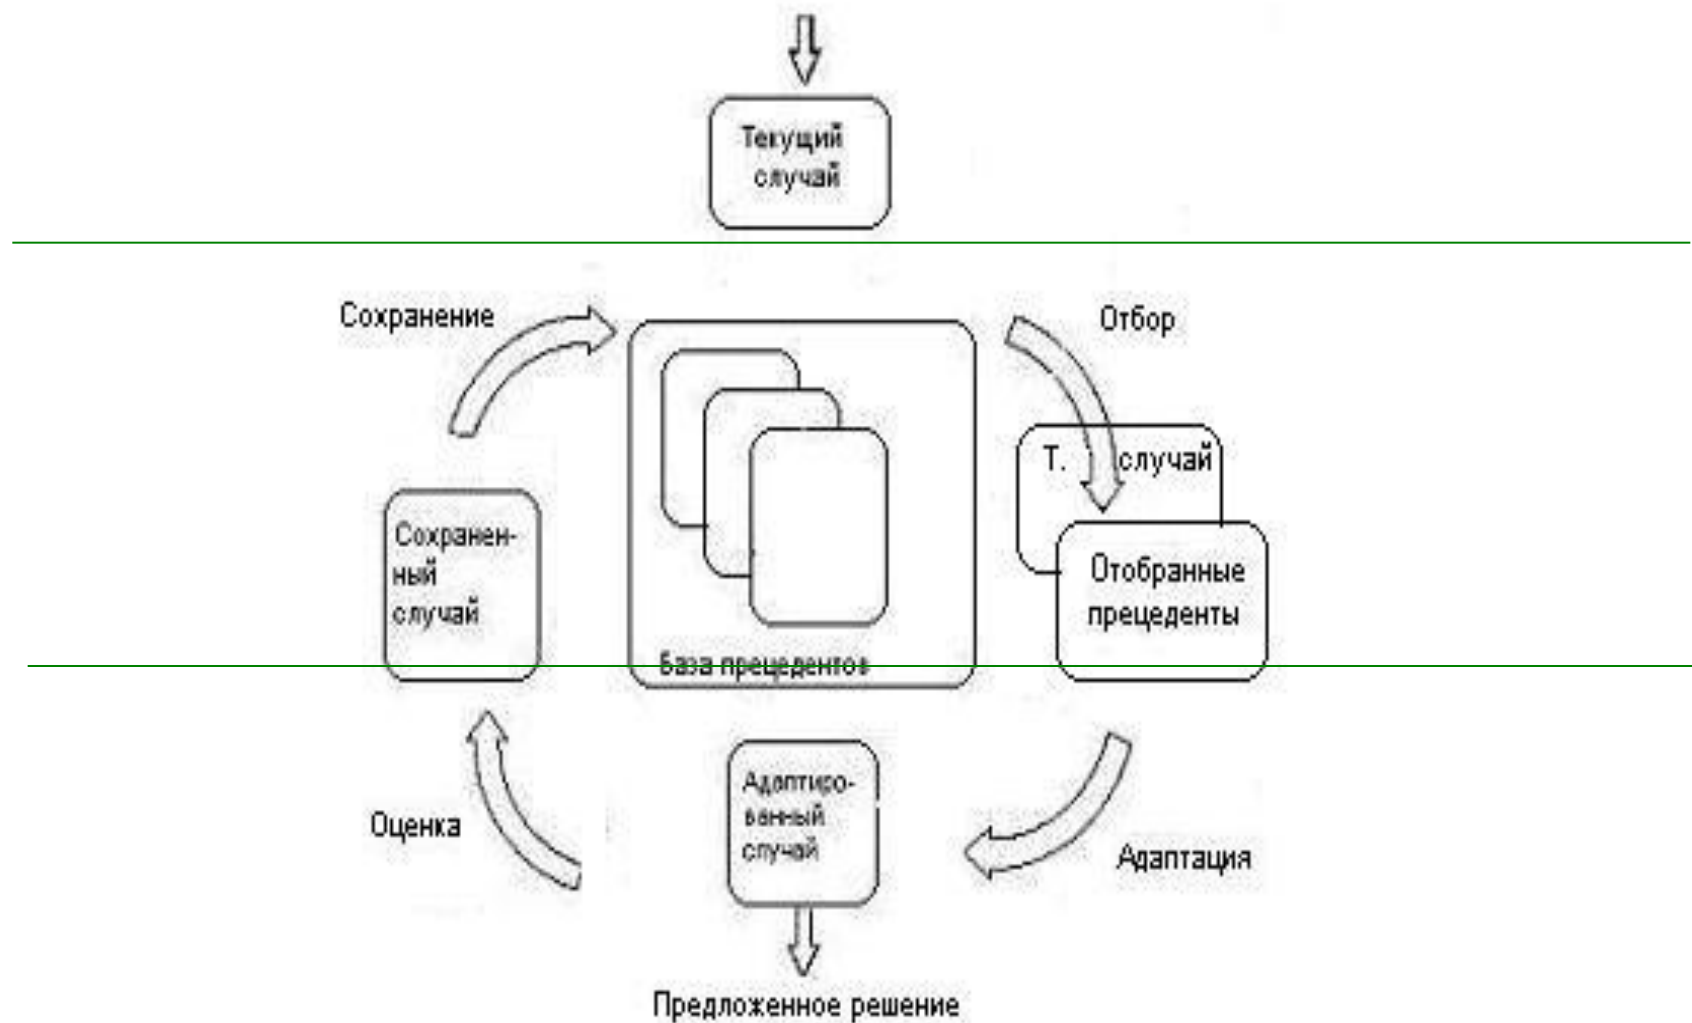 Текущий
случай
Сохранение
Отбор
Т. случай
Сохранен-
ный
случай
Отобранные
прецеденты
База прецедентов
Адаптиро-
ванный
случай
Оценка
Адаптация
Предложенное решение